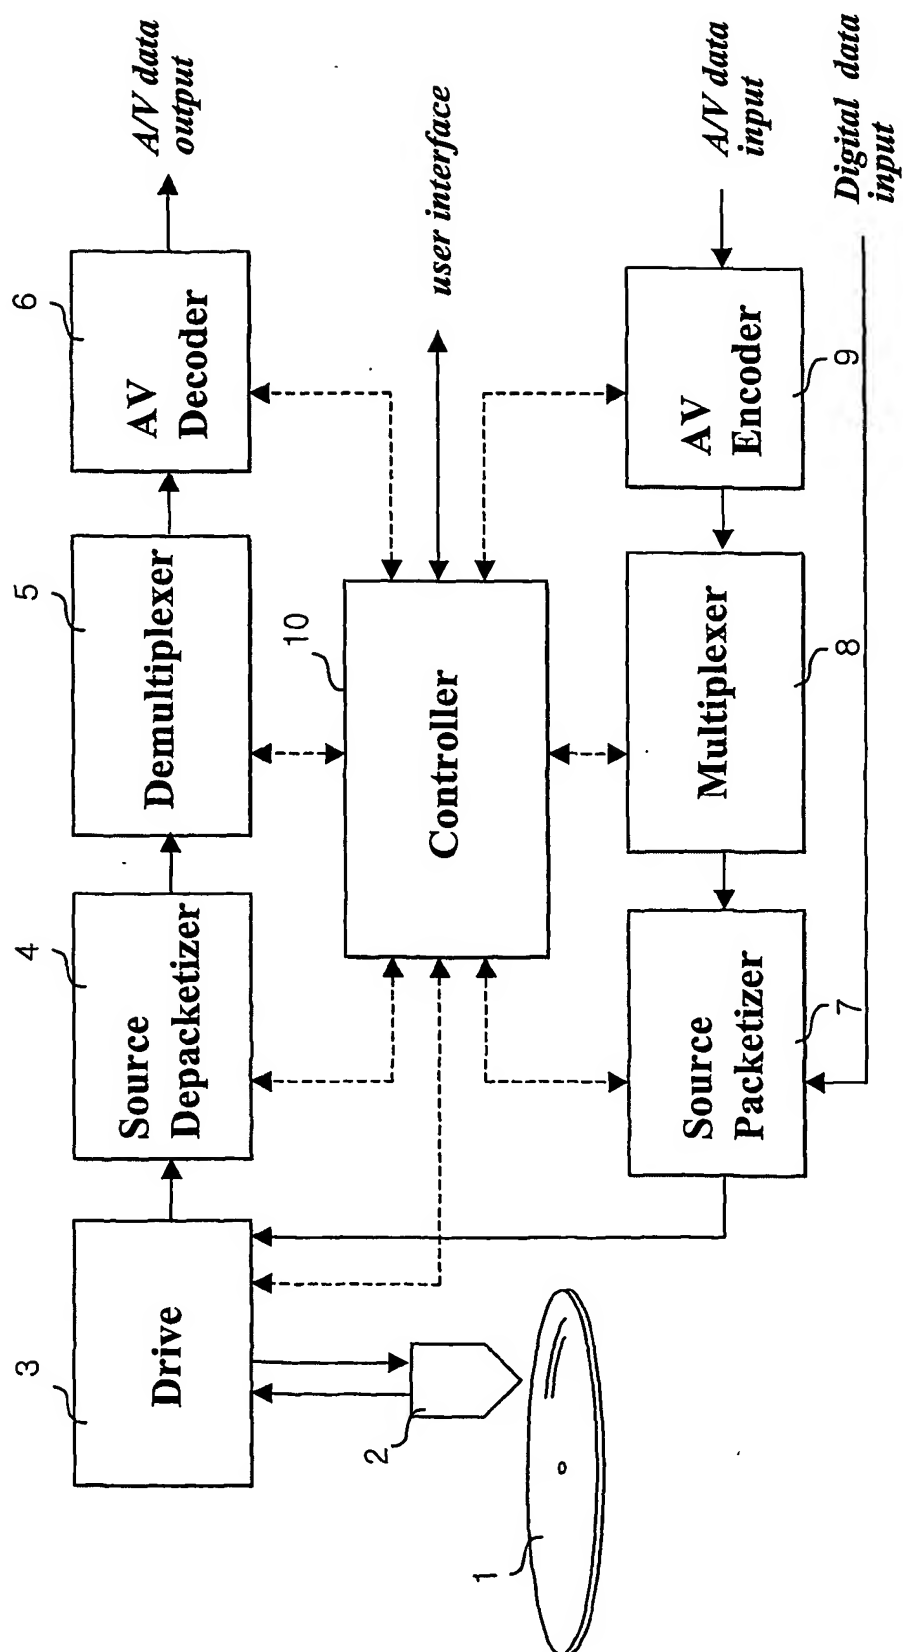 3
Drive
4
Source
Depacketizer
5
Demultiplexer
6
AV
Decoder
A/V data
output
2
10
Controller
user interface
1
Source
Packetizer
7
Multiplexer
8
AV
Encoder
9
A/V data
input
Digital data
input